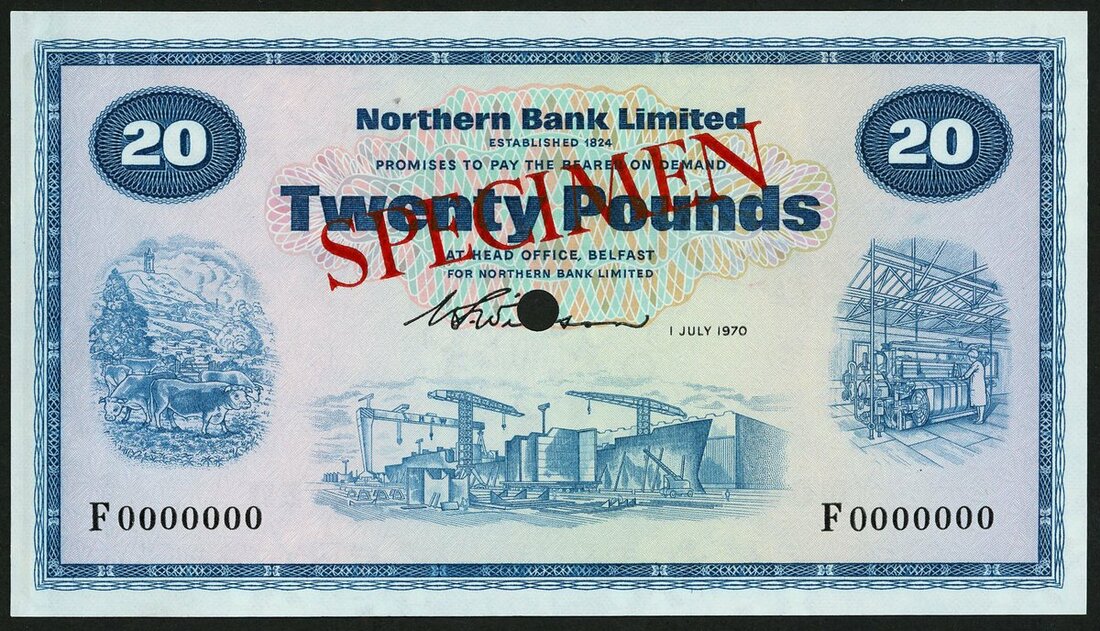 20
20
Northern Bank Limited
ESTABLISHED 1824
PROMISES TO PAY THE BEARER ON DEMAND
Twenty Pounds
SPECIMEN
AT HEAD OFFICE, BELFAST
FOR NORTHERN BANK LIMITED
1 JULY 1970
F 0000000
F 0000000